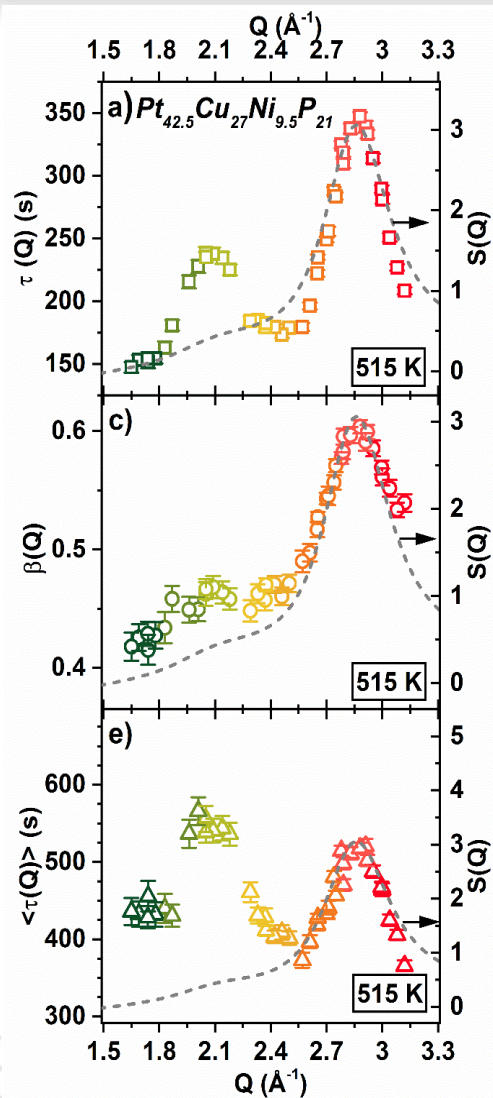 Q (Å⁻¹)
1.5 1.8 2.1 2.4 2.7 3 3.3
a) Pt42.5Cu27Ni9.5P21
350
300
250
200
150
τ (Q) (s)
3
2
1
0
S(Q)
515 K
c)
0.6
0.5
0.4
β(Q)
3
2
1
0
S(Q)
515 K
e)
600
500
400
300
<τ(Q)> (s)
5
4
3
2
1
0
S(Q)
515 K
1.5 1.8 2.1 2.4 2.7 3 3.3
Q (Å⁻¹)